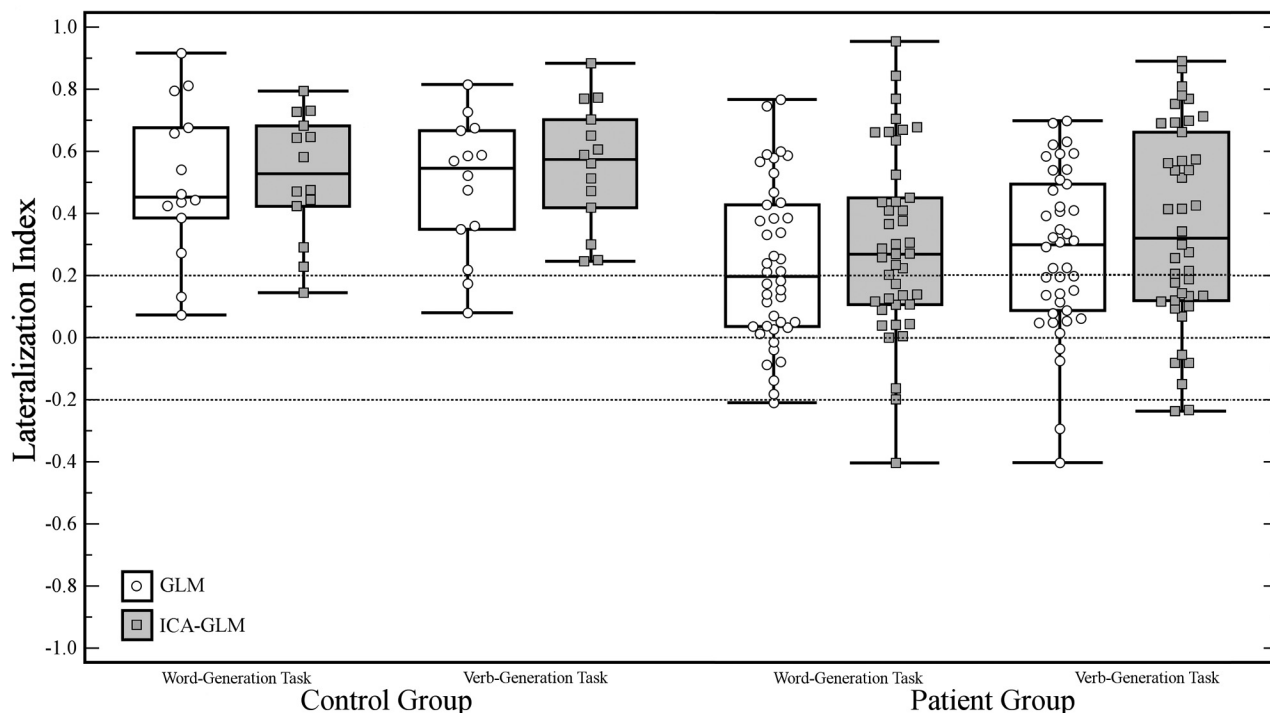 Lateralization Index
1.0
0.8
0.6
0.4
0.2
0.0
-0.2
-0.4
-0.6
-0.8
-1.0
GLM
ICA-GLM
Word-Generation Task Verb-Generation Task Word-Generation Task Verb-Generation Task
Control Group Patient Group